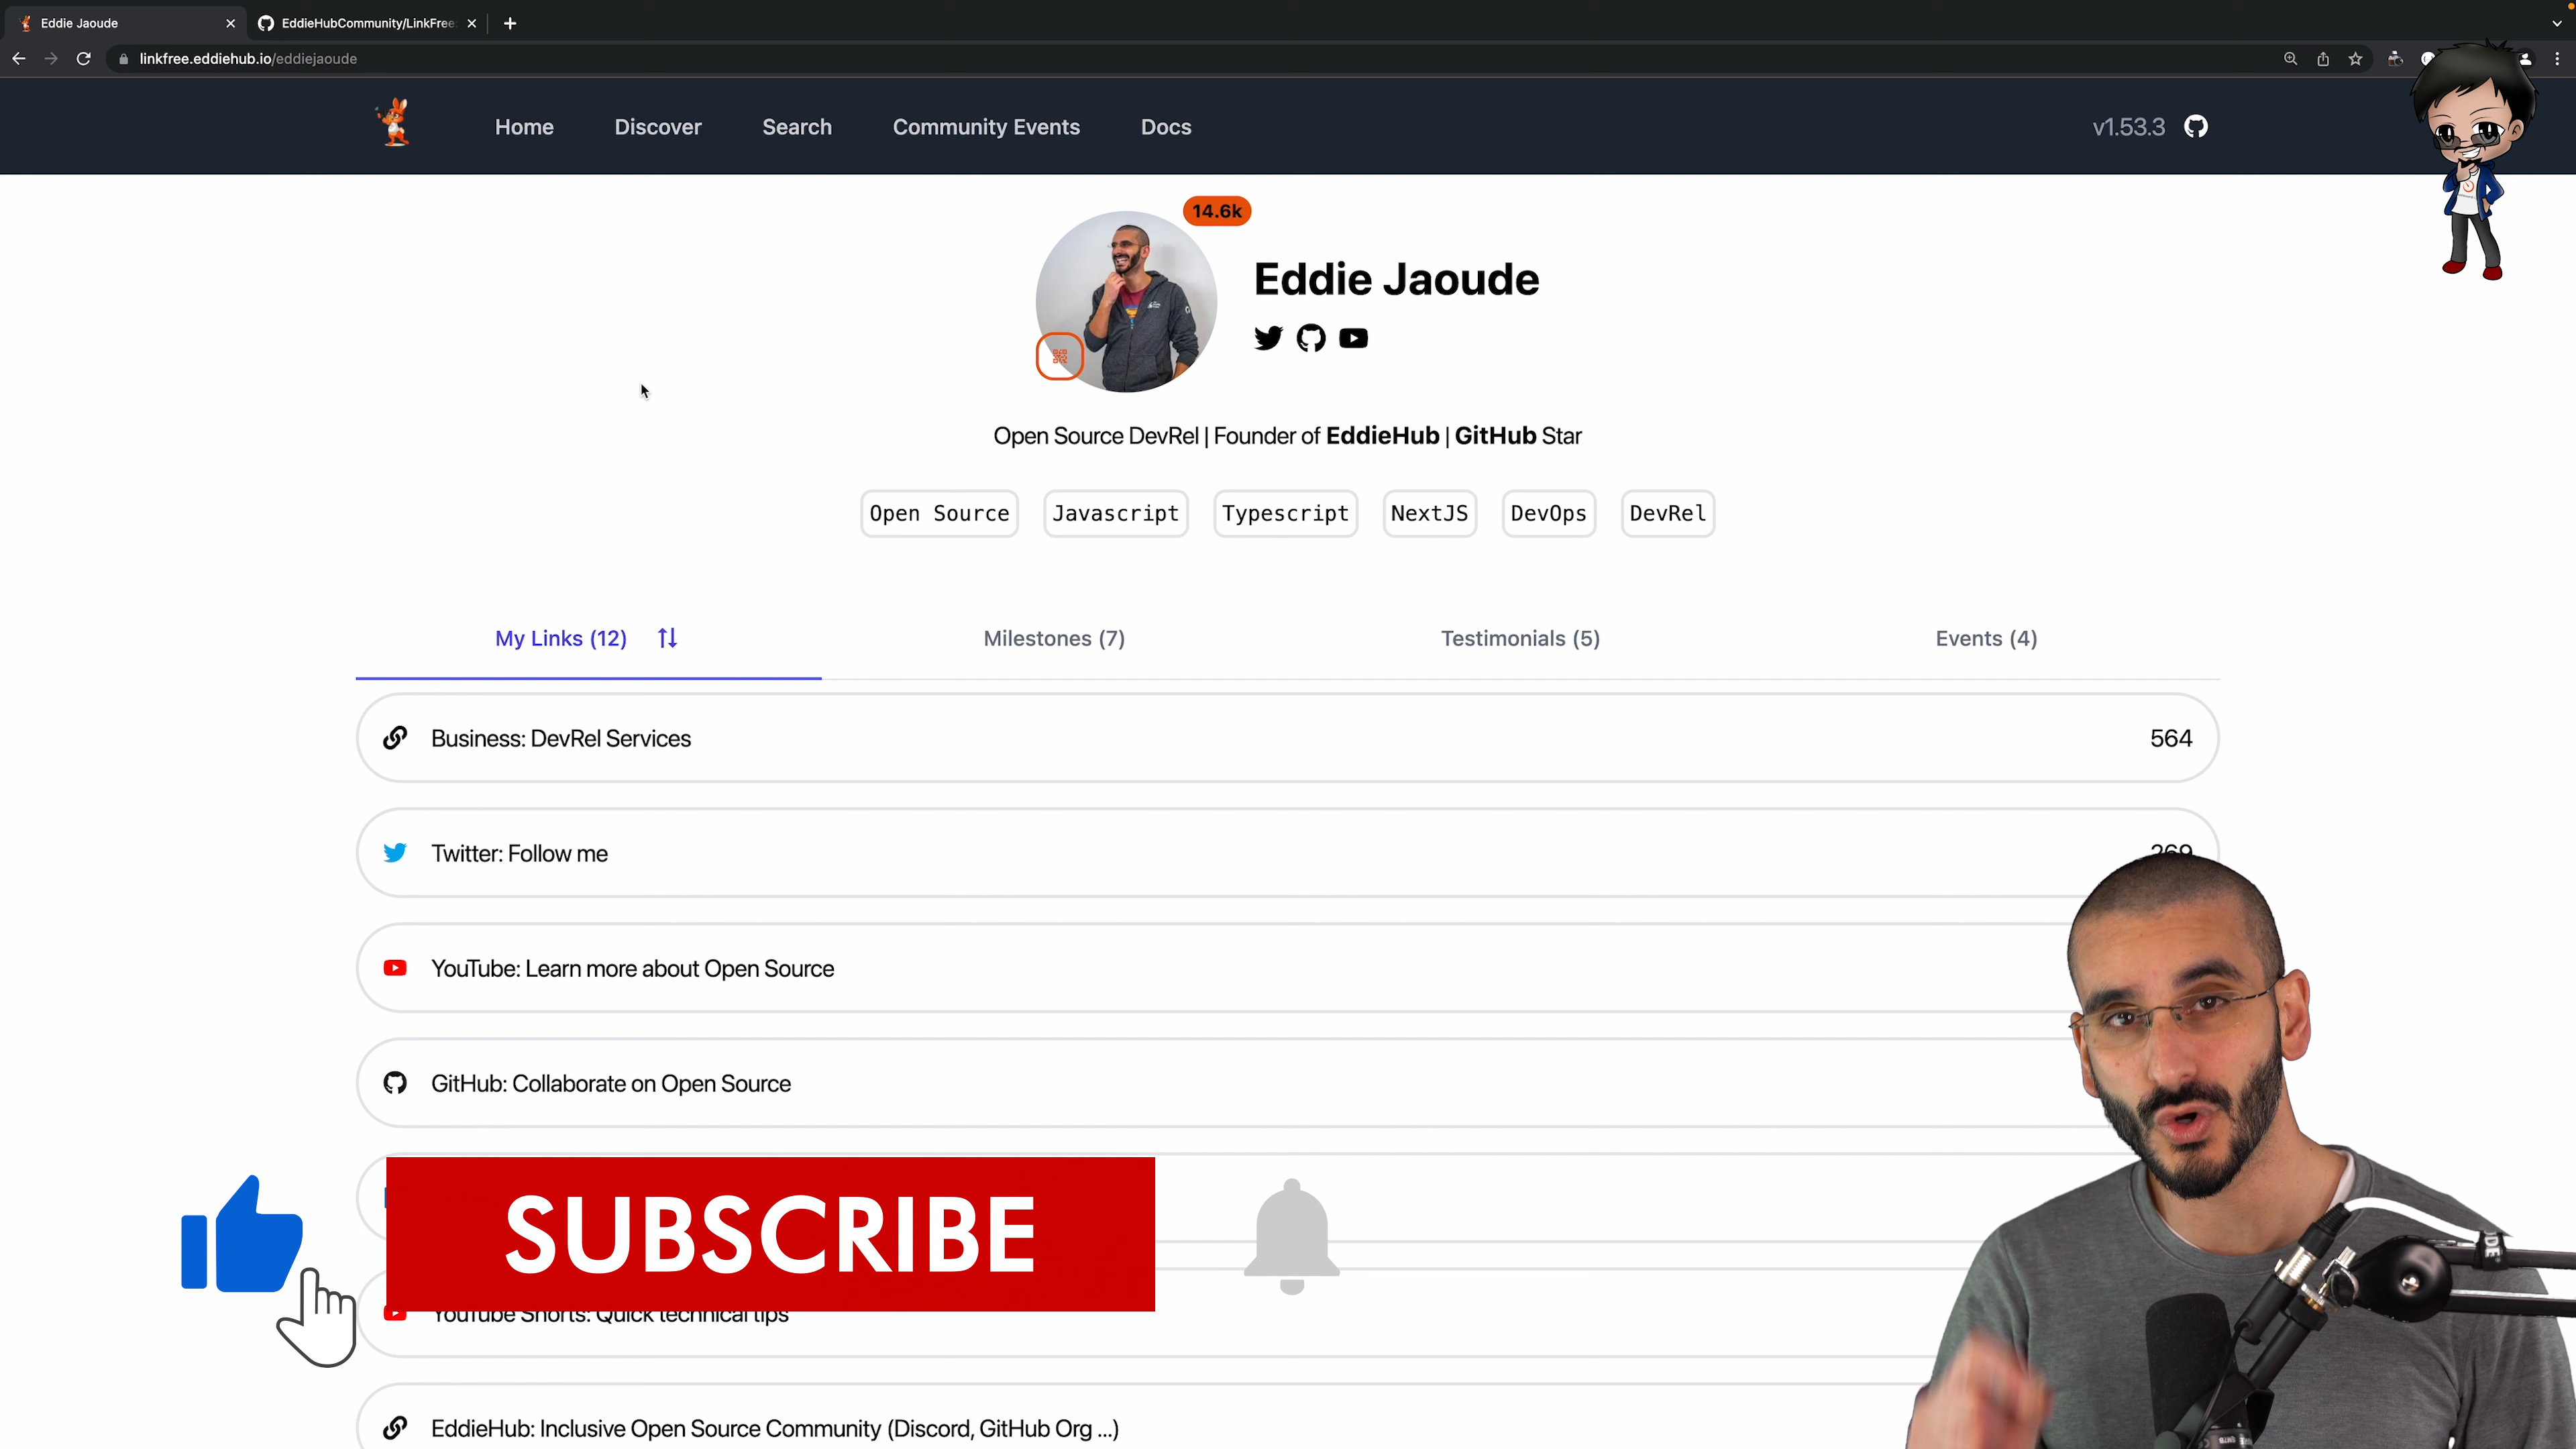 Eddie Jaoude
EddieHubCommunity/LinkFree
linkfree.eddiehub.io/eddiejaoude
Home Discover Search Community Events Docs v1.53.3
14.6k
Eddie Jaoude
Open Source DevRel | Founder of EddieHub | GitHub Star
Open Source Javascript Typescript NextJS DevOps DevRel
My Links (12) Milestones (7) Testimonials (5) Events (4)
Business: DevRel Services 564
Twitter: Follow me 269
YouTube: Learn more about Open Source
GitHub: Collaborate on Open Source
SUBSCRIBE
YouTube Shorts: Quick technical tips
EddieHub: Inclusive Open Source Community (Discord, GitHub Org ...)